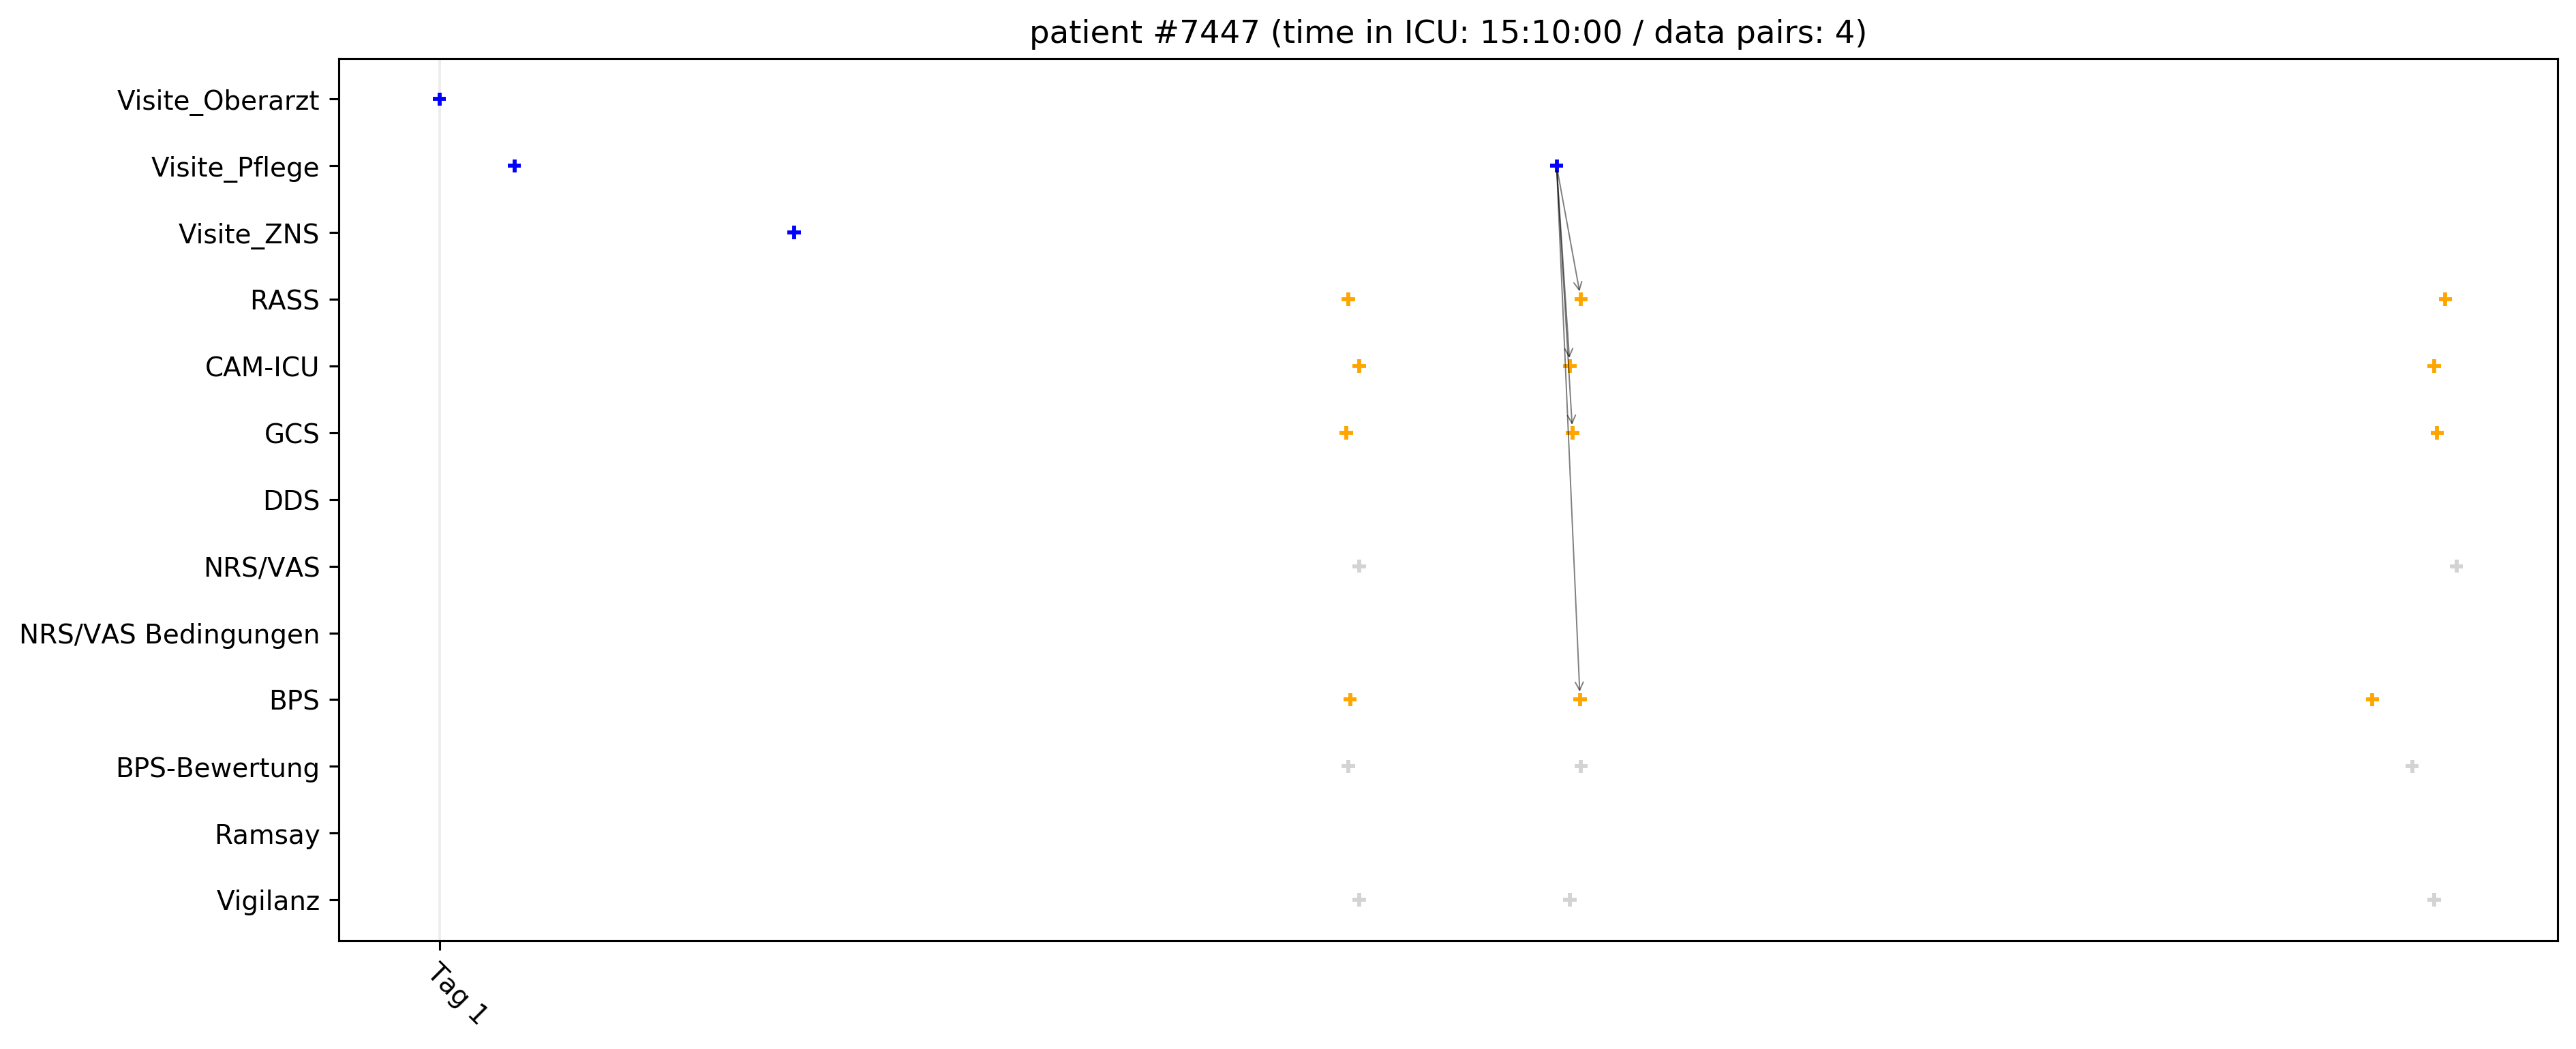 patient #7447 (time in ICU: 15:10:00 / data pairs: 4)
Visite_Oberarzt
Visite_Pflege
Visite_ZNS
RASS
CAM-ICU
GCS
DDS
NRS/VAS
NRS/VAS Bedingungen
BPS
BPS-Bewertung
Ramsay
Vigilanz
Tag 1